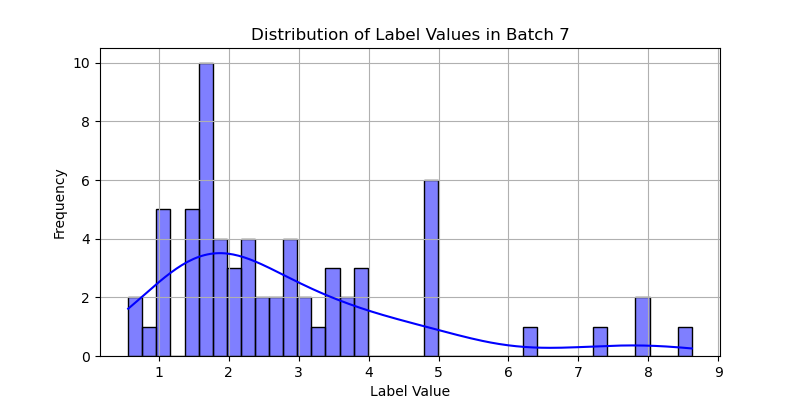 Distribution of Label Values in Batch 7
10
8
6
4
2
0
Frequency
1 2 3 4 5 6 7 8 9
Label Value